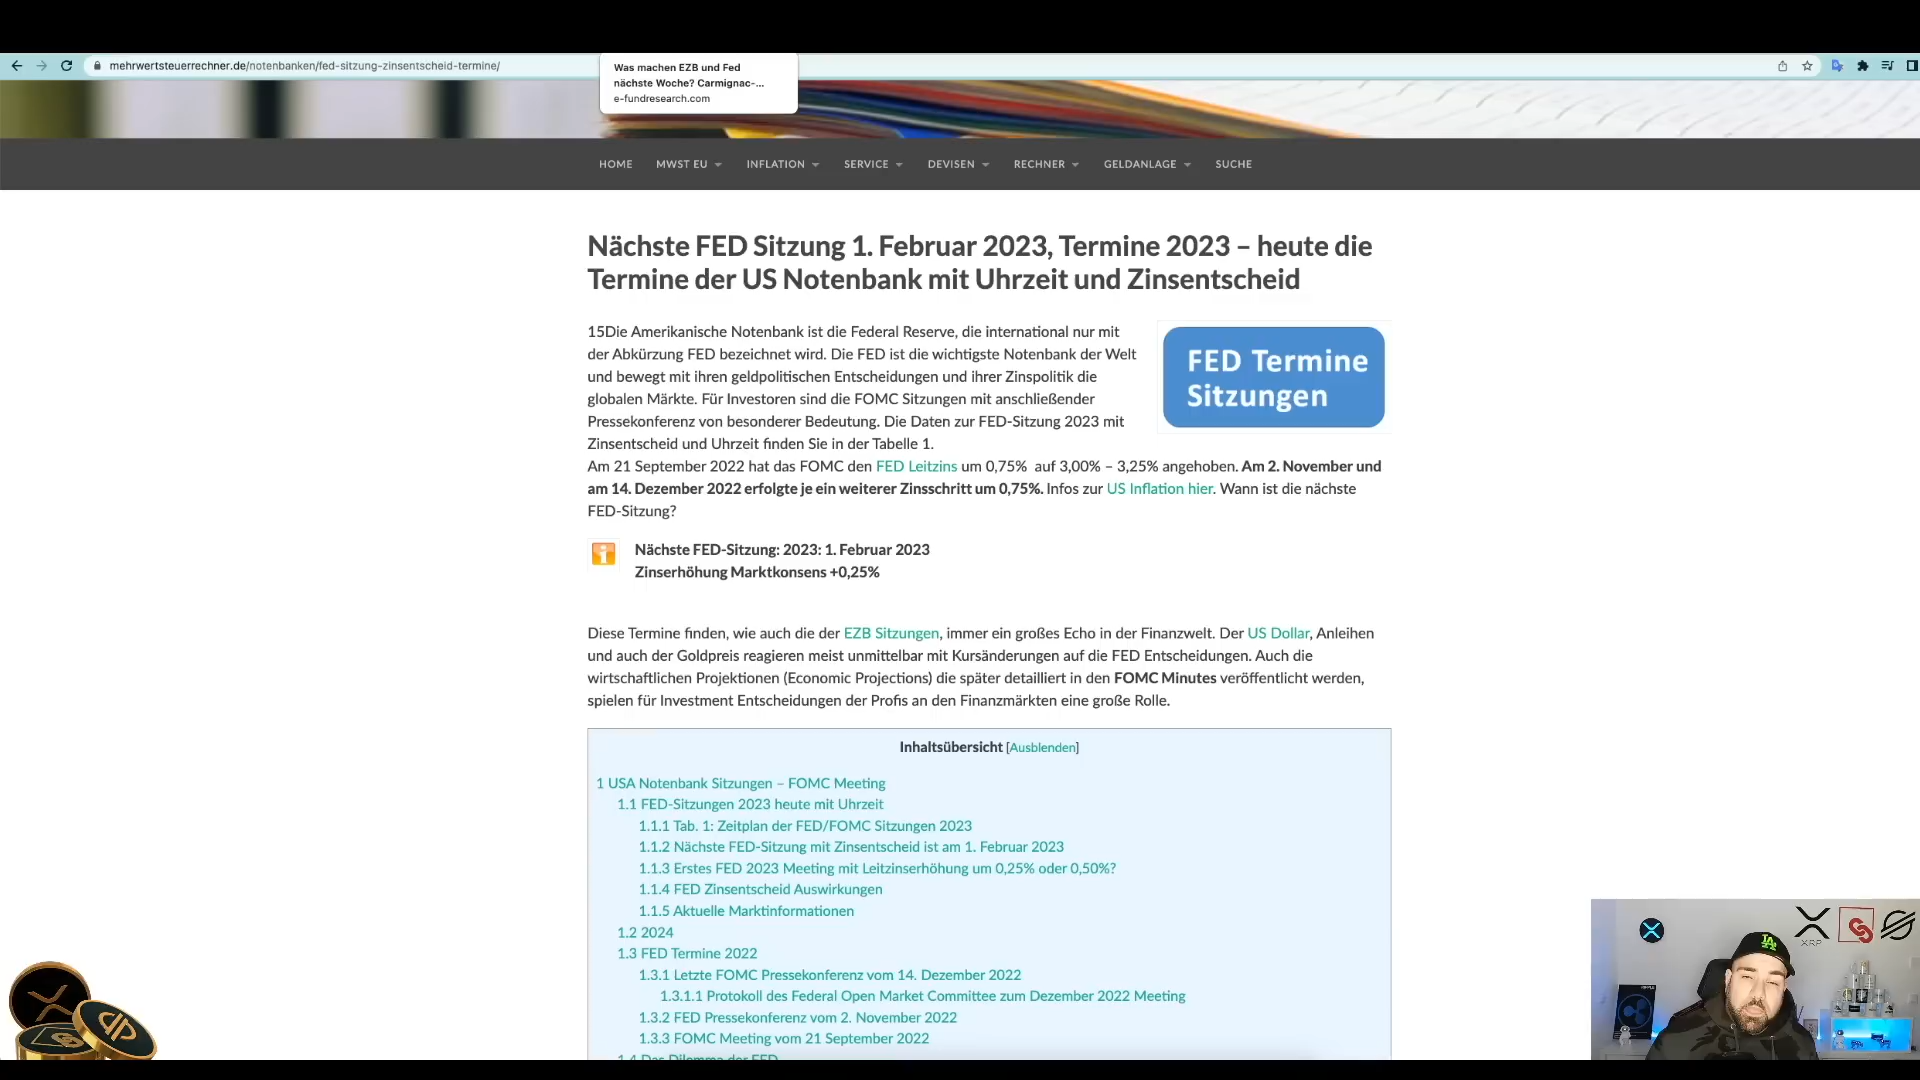 mehrwertsteuerrechner.de/notenbanken/fed-sitzung-zinsentscheid-termine/
Was machen EZB und Fed
nächste Woche? Carmignac-...
e-fundresearch.com
HOME MWST EU INFLATION SERVICE DEVISEN RECHNER GELDANLAGE SUCHE
Nächste FED Sitzung 1. Februar 2023, Termine 2023 – heute die
Termine der US Notenbank mit Uhrzeit und Zinsentscheid
15Die Amerikanische Notenbank ist die Federal Reserve, die international nur mit
der Abkürzung FED bezeichnet wird. Die FED ist die wichtigste Notenbank der Welt
und bewegt mit ihren geldpolitischen Entscheidungen und ihrer Zinspolitik die
globalen Märkte. Für Investoren sind die FOMC Sitzungen mit anschließender
Pressekonferenz von besonderer Bedeutung. Die Daten zur FED-Sitzung 2023 mit
Zinsentscheid und Uhrzeit finden Sie in der Tabelle 1.
FED Termine
Sitzungen
Am 21 September 2022 hat das FOMC den FED Leitzins um 0,75% auf 3,00% – 3,25% angehoben. Am 2. November und
am 14. Dezember 2022 erfolgte je ein weiterer Zinsschritt um 0,75%. Infos zur US Inflation hier. Wann ist die nächste
FED-Sitzung?
Nächste FED-Sitzung: 2023: 1. Februar 2023
Zinserhöhung Marktkonsens +0,25%
Diese Termine finden, wie auch die der EZB Sitzungen, immer ein großes Echo in der Finanzwelt. Der US Dollar, Anleihen
und auch der Goldpreis reagieren meist unmittelbar mit Kursänderungen auf die FED Entscheidungen. Auch die
wirtschaftlichen Projektionen (Economic Projections) die später detailliert in den FOMC Minutes veröffentlicht werden,
spielen für Investment Entscheidungen der Profis an den Finanzmärkten eine große Rolle.
Inhaltsübersicht [Ausblenden]
1 USA Notenbank Sitzungen – FOMC Meeting
1.1 FED-Sitzungen 2023 heute mit Uhrzeit
1.1.1 Tab. 1: Zeitplan der FED/FOMC Sitzungen 2023
1.1.2 Nächste FED-Sitzung mit Zinsentscheid ist am 1. Februar 2023
1.1.3 Erstes FED 2023 Meeting mit Leitzinserhöhung um 0,25% oder 0,50%?
1.1.4 FED Zinsentscheid Auswirkungen
1.1.5 Aktuelle Marktinformationen
1.2 2024
1.3 FED Termine 2022
1.3.1 Letzte FOMC Pressekonferenz vom 14. Dezember 2022
1.3.1.1 Protokoll des Federal Open Market Committee zum Dezember 2022 Meeting
1.3.2 FED Pressekonferenz vom 2. November 2022
1.3.3 FOMC Meeting vom 21 September 2022
1.4 Das Dilemma der FED
XRP
LA